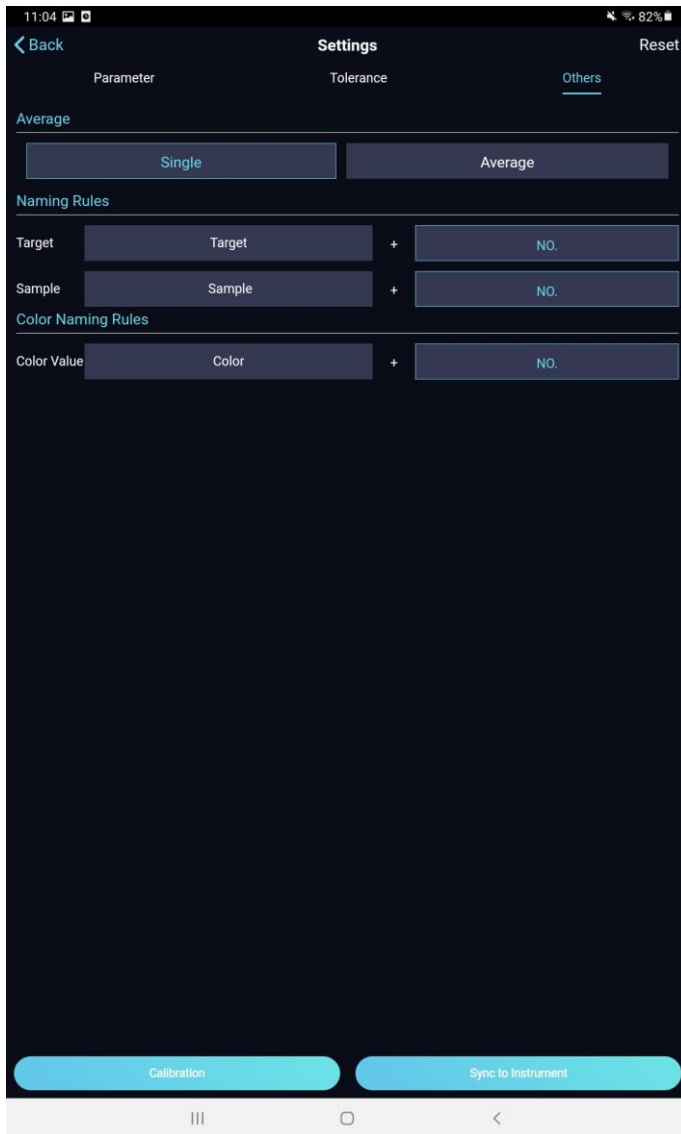 11:04 82%
Back Settings Reset
Parameter Tolerance Others
Average
Single Average
Naming Rules
Target Target + NO.
Sample Sample + NO.
Color Naming Rules
Color Value Color + NO.
Calibration Sync to Instrument